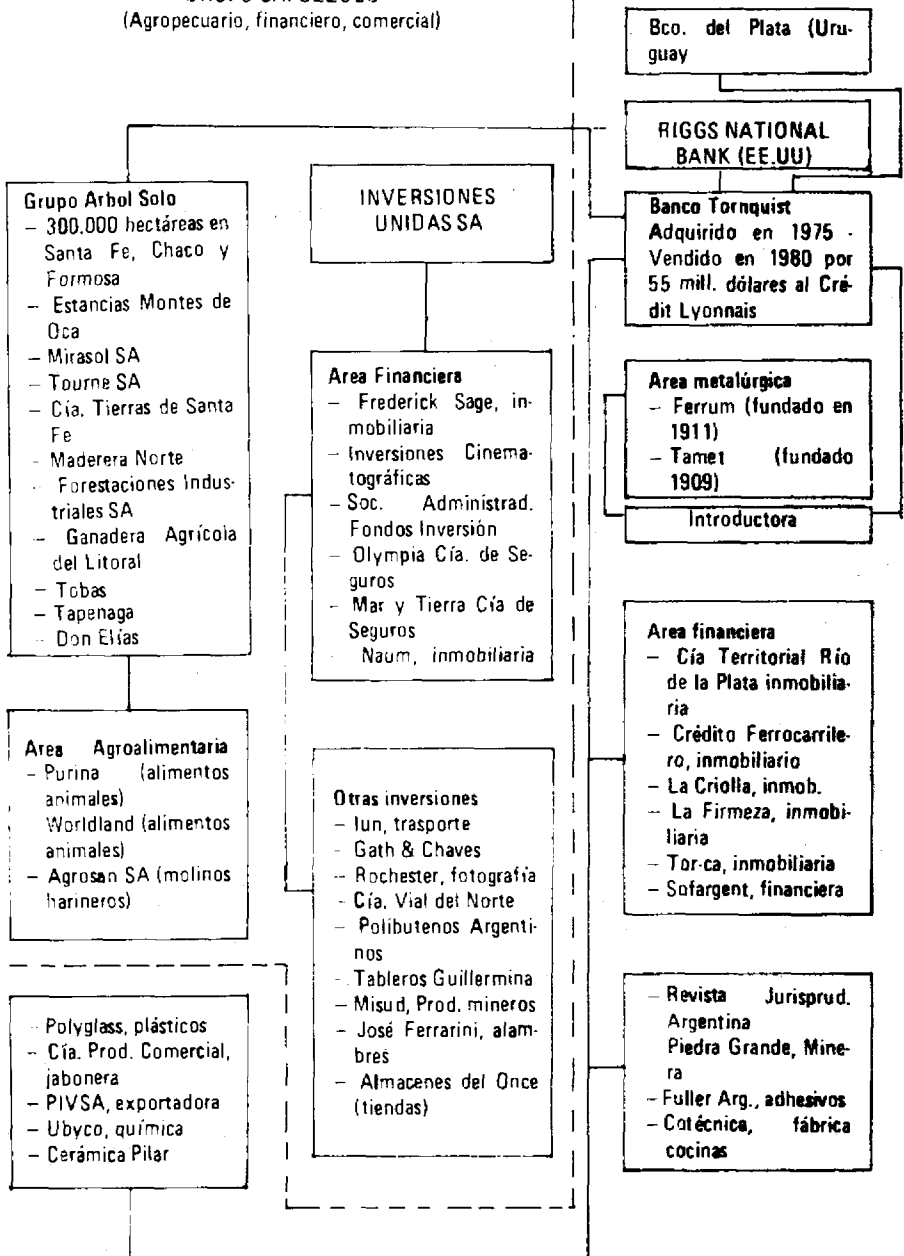 (Agropecuario, financiero, comercial)
Bco. del Plata (Uru-
guay
RIGGS NATIONAL
BANK (EE.UU)
Grupo Arbol Solo
– 300.000 hectáreas en
Santa Fe, Chaco y
Formosa
– Estancias Montes de
Oca
– Mirasol SA
– Tourne SA
– Cía. Tierras de Santa
Fe
- Maderera Norte
- Forestaciones Indus-
triales SA
– Ganadera Agrícola
del Litoral
– Tobas
– Tapenaga
– Don Elías
INVERSIONES
UNIDAS SA
Banco Tornquist
Adquirido en 1975 -
Vendido en 1980 por
55 mill. dólares al Cré-
dit Lyonnais
Area Financiera
– Frederick Sage, in-
mobiliaria
– Inversiones Cinema-
tográficas
– Soc. Administrad.
Fondos Inversión
– Olympia Cía. de Se-
guros
– Mar y Tierra Cía de
Seguros
Naum, inmobiliaria
Area metalúrgica
– Ferrum (fundado en
1911)
– Tamet (fundado
1909)
Introductora
Area financiera
– Cía Territorial Río
de la Plata inmobilia-
ria
– Crédito Ferrocarrile-
ro, inmobiliario
– La Criolla, inmob.
– La Firmeza, inmobi-
liaria
– Tor-ca, inmobiliaria
– Sofargent, financiera
Area Agroalimentaria
– Purina (alimentos
animales)
Worldland (alimentos
animales)
– Agrosan SA (molinos
harineros)
Otras inversiones
– Iun, trasporte
– Gath & Chaves
– Rochester, fotografía
– Cía. Vial del Norte
– Polibutenos Argenti-
nos
– Tableros Guillermina
– Misud, Prod. mineros
– José Ferrarini, alam-
bres
– Almacenes del Once
(tiendas)
– Polyglass, plásticos
– Cía. Prod. Comercial,
jabonera
– PIVSA, exportadora
– Ubyco, química
– Cerámica Pilar
– Revista Jurisprud.
Argentina
Piedra Grande, Mine-
ra
– Fuller Arg., adhesivos
– Cotécnica, fábrica
cocinas